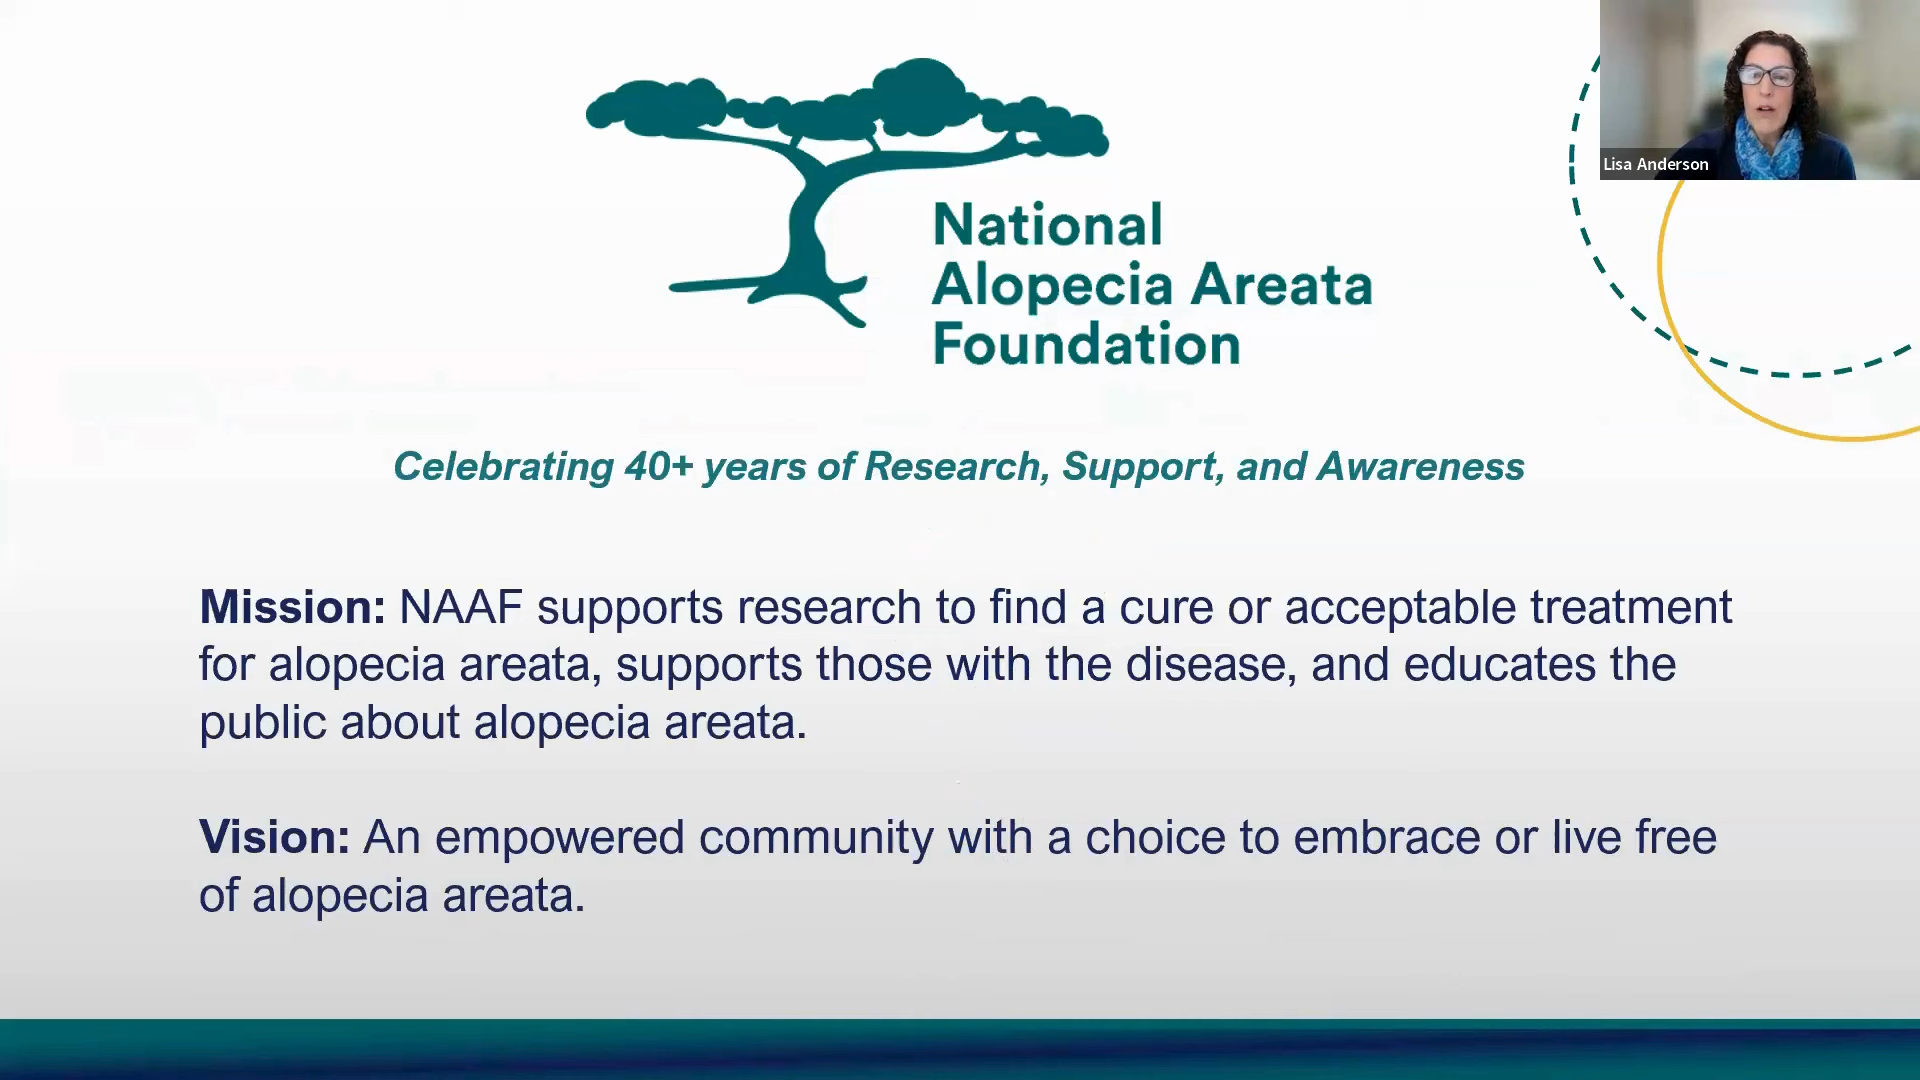 Lisa Anderson
National
Alopecia Areata
Foundation
Celebrating 40+ years of Research, Support, and Awareness
Mission: NAAF supports research to find a cure or acceptable treatment
for alopecia areata, supports those with the disease, and educates the
public about alopecia areata.
Vision: An empowered community with a choice to embrace or live free
of alopecia areata.